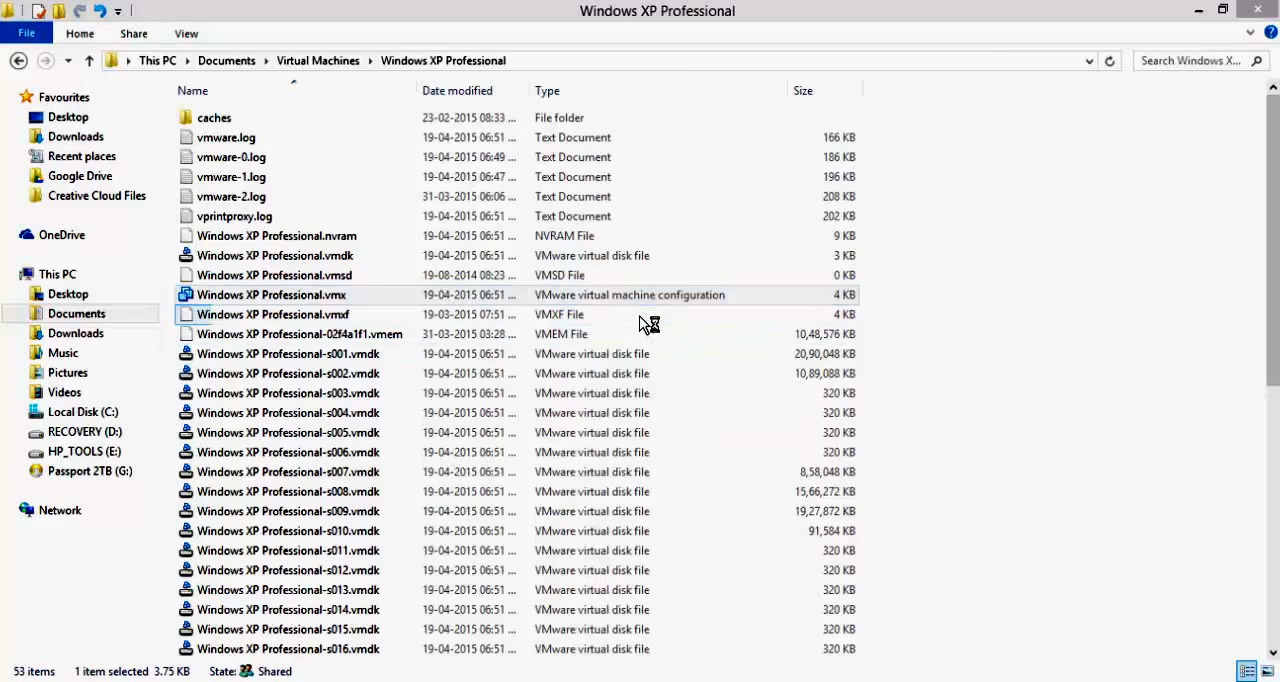 Windows XP Professional
File Home Share View
This PC Documents Virtual Machines Windows XP Professional Search Windows X...
Name Date modified Type Size
Favourites
Desktop
Downloads
Recent places
Google Drive
Creative Cloud Files
OneDrive
This PC
Desktop
Documents
Downloads
Music
Pictures
Videos
Local Disk (C:)
RECOVERY (D:)
HP_TOOLS (E:)
Passport 2TB (G:)
Network
caches 23-02-2015 08:33 ... File folder
vmware.log 19-04-2015 06:51 ... Text Document 166 KB
vmware-0.log 19-04-2015 06:49 ... Text Document 186 KB
vmware-1.log 19-04-2015 06:47 ... Text Document 196 KB
vmware-2.log 31-03-2015 06:06 ... Text Document 208 KB
vprintproxy.log 19-04-2015 06:51 ... Text Document 202 KB
Windows XP Professional.nvram 19-04-2015 06:51 ... NVRAM File 9 KB
Windows XP Professional.vmdk 19-04-2015 06:51 ... VMware virtual disk file 3 KB
Windows XP Professional.vmsd 19-08-2014 08:23 ... VMSD File 0 KB
Windows XP Professional.vmx 19-04-2015 06:51 ... VMware virtual machine configuration 4 KB
Windows XP Professional.vmxf 19-03-2015 07:51 ... VMXF File 4 KB
Windows XP Professional-02f4a1f1.vmem 31-03-2015 03:28 ... VMEM File 10,48,576 KB
Windows XP Professional-s001.vmdk 19-04-2015 06:51 ... VMware virtual disk file 20,90,048 KB
Windows XP Professional-s002.vmdk 19-04-2015 06:51 ... VMware virtual disk file 10,89,088 KB
Windows XP Professional-s003.vmdk 19-04-2015 06:51 ... VMware virtual disk file 320 KB
Windows XP Professional-s004.vmdk 19-04-2015 06:51 ... VMware virtual disk file 320 KB
Windows XP Professional-s005.vmdk 19-04-2015 06:51 ... VMware virtual disk file 320 KB
Windows XP Professional-s006.vmdk 19-04-2015 06:51 ... VMware virtual disk file 320 KB
Windows XP Professional-s007.vmdk 19-04-2015 06:51 ... VMware virtual disk file 8,58,048 KB
Windows XP Professional-s008.vmdk 19-04-2015 06:51 ... VMware virtual disk file 15,66,272 KB
Windows XP Professional-s009.vmdk 19-04-2015 06:51 ... VMware virtual disk file 19,27,872 KB
Windows XP Professional-s010.vmdk 19-04-2015 06:51 ... VMware virtual disk file 91,584 KB
Windows XP Professional-s011.vmdk 19-04-2015 06:51 ... VMware virtual disk file 320 KB
Windows XP Professional-s012.vmdk 19-04-2015 06:51 ... VMware virtual disk file 320 KB
Windows XP Professional-s013.vmdk 19-04-2015 06:51 ... VMware virtual disk file 320 KB
Windows XP Professional-s014.vmdk 19-04-2015 06:51 ... VMware virtual disk file 320 KB
Windows XP Professional-s015.vmdk 19-04-2015 06:51 ... VMware virtual disk file 320 KB
Windows XP Professional-s016.vmdk 19-04-2015 06:51 ... VMware virtual disk file 320 KB
53 items 1 item selected 3.75 KB State: Shared